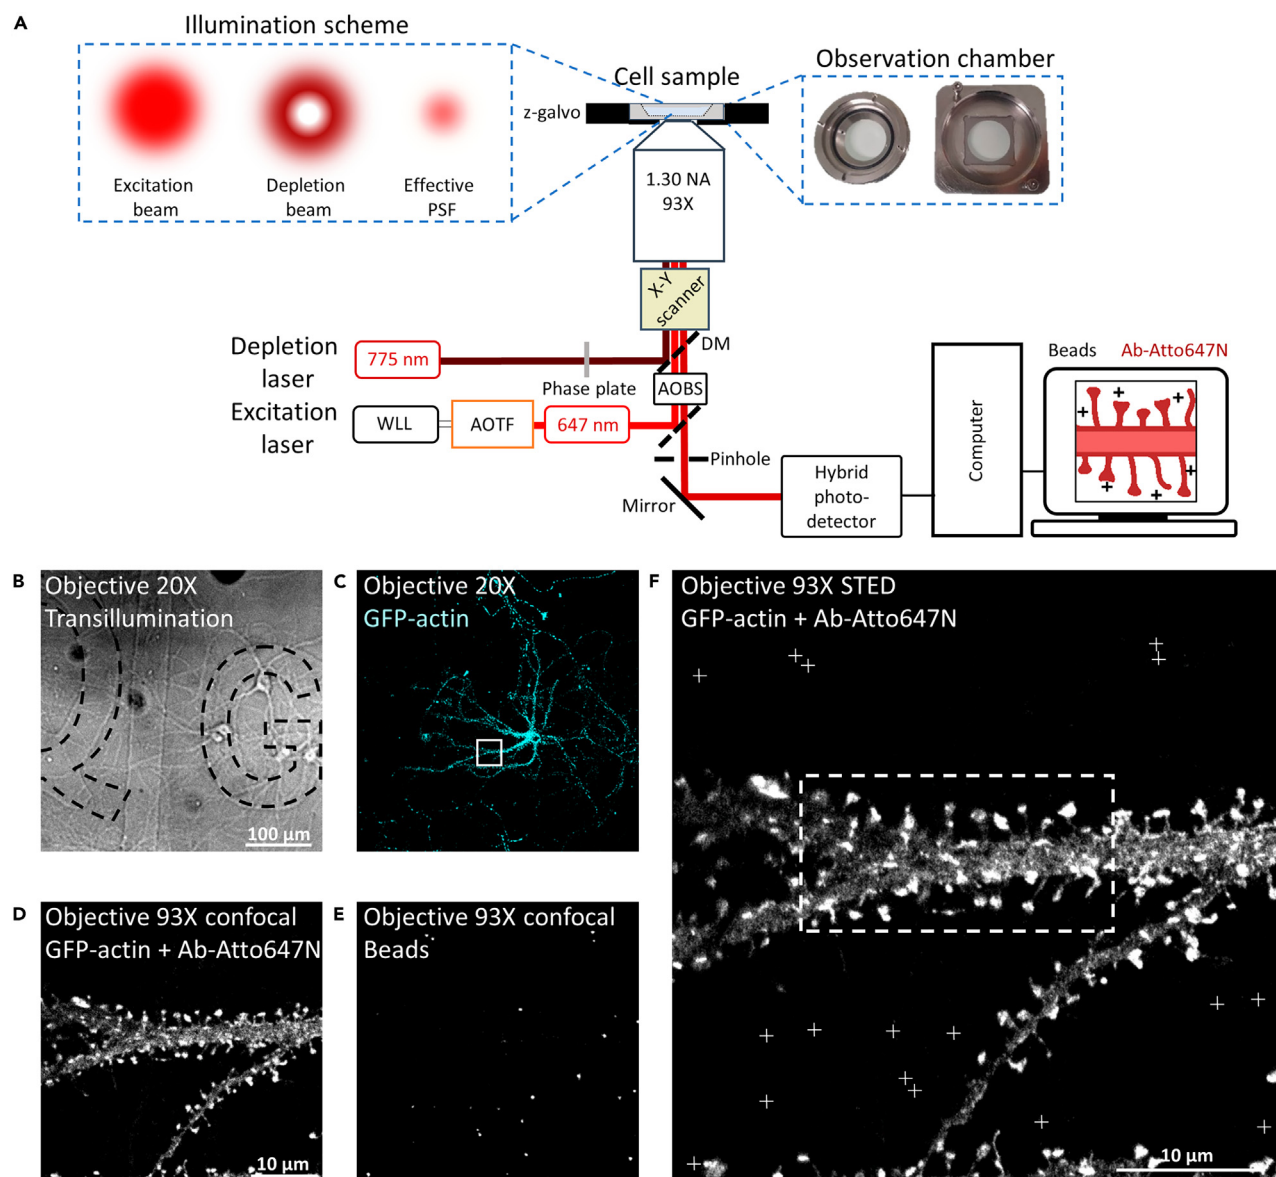 A
Illumination scheme
Excitation
beam
Depletion
beam
Effective
PSF
Cell sample
z-galvo
Observation chamber
1.30 NA
93X
X-Y
scanner
DM
Depletion
laser
775 nm
Phase plate
AOBS
Excitation
laser
WLL
AOTF
647 nm
Pinhole
Mirror
Hybrid
photo-
detector
Computer
Beads Ab-Atto647N
B
Objective 20X
Transillumination
100 µm
C
Objective 20X
GFP-actin
D
Objective 93X confocal
GFP-actin + Ab-Atto647N
10 µm
E
Objective 93X confocal
Beads
F
Objective 93X STED
GFP-actin + Ab-Atto647N
10 µm